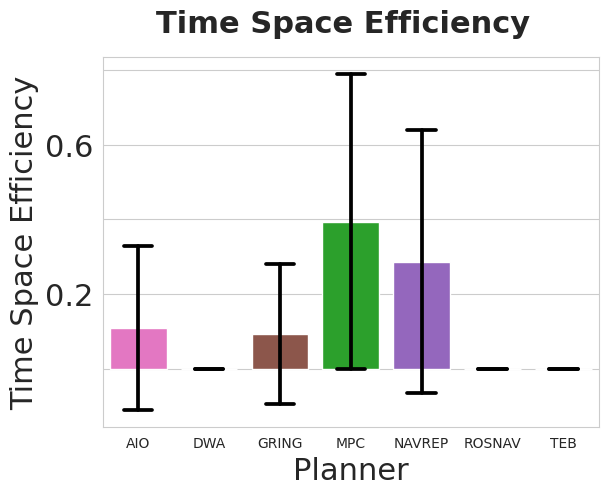 Time Space Efficiency
Time Space Efficiency
0.6
0.2
AIO DWA GRING MPC NAVREP ROSNAV TEB
Planner